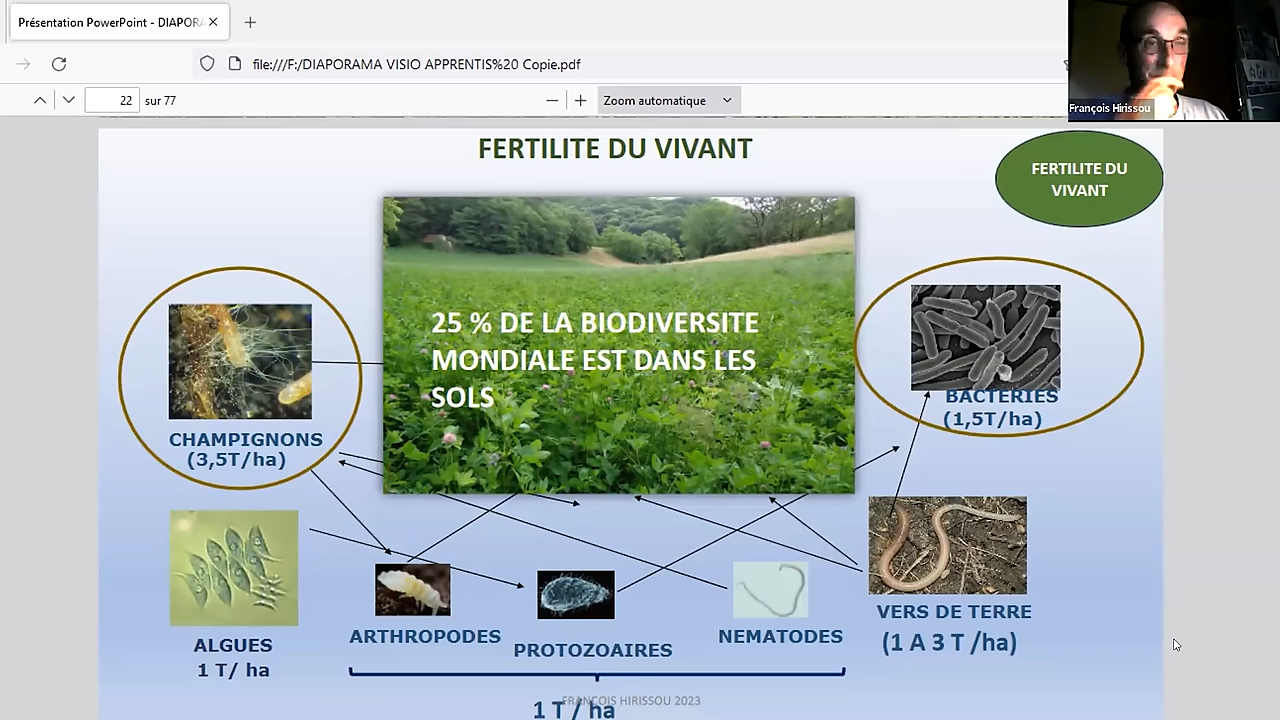 Présentation PowerPoint - DIAPORA
file:///F:/DIAPORAMA VISIO APPRENTIS%20 Copie.pdf
22 sur 77
Zoom automatique
François Hirissou
FERTILITE DU VIVANT
FERTILITE DU
VIVANT
25 % DE LA BIODIVERSITE
MONDIALE EST DANS LES
SOLS
CHAMPIGNONS
(3,5T/ha)
BACTERIES
(1,5T/ha)
ALGUES
1 T/ ha
ARTHROPODES
PROTOZOAIRES
NEMATODES
VERS DE TERRE
(1 A 3 T /ha)
FRANÇOIS HIRISSOU 2023
1 T / ha